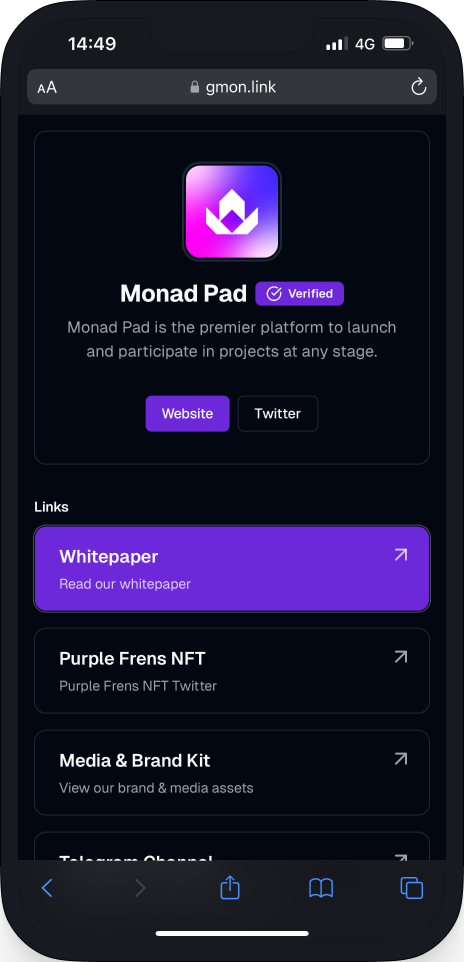 14:49
4G
AA
gmon.link
Monad Pad
Verified
Monad Pad is the premier platform to launch
and participate in projects at any stage.
Website
Twitter
Links
Whitepaper
Read our whitepaper
Purple Frens NFT
Purple Frens NFT Twitter
Media & Brand Kit
View our brand & media assets
Telegram Channel